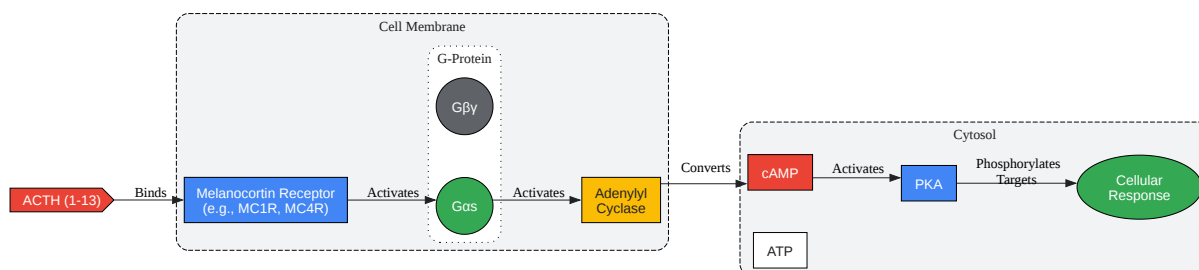 Cell Membrane
G-Protein
Gβγ
Cytosol
ACTH (1-13)
Binds
Melanocortin Receptor
(e.g., MC1R, MC4R)
Activates
Gαs
Activates
Adenylyl
Cyclase
Converts
cAMP
Activates
PKA
Phosphorylates
Targets
Cellular
Response
ATP